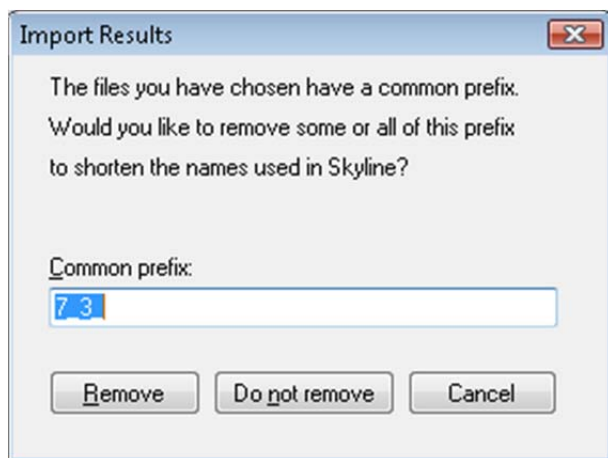 Import Results
The files you have chosen have a common prefix.
Would you like to remove some or all of this prefix
to shorten the names used in Skyline?
Common prefix:
7_3_
Remove Do not remove Cancel